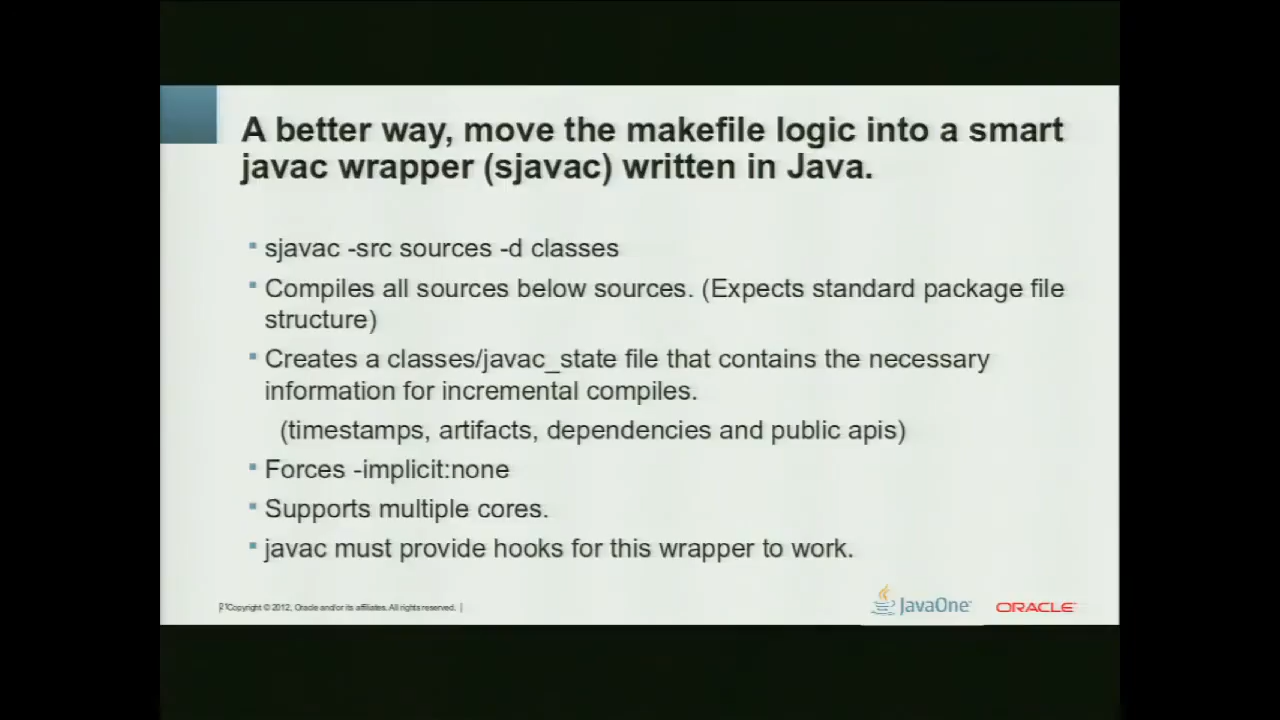 A better way, move the makefile logic into a smart
javac wrapper (sjavac) written in Java.
sjavac -src sources -d classes
Compiles all sources below sources. (Expects standard package file
structure)
Creates a classes/javac_state file that contains the necessary
information for incremental compiles.
(timestamps, artifacts, dependencies and public apis)
Forces -implicit:none
Supports multiple cores.
javac must provide hooks for this wrapper to work.
Copyright © 2012, Oracle and/or its affiliates. All rights reserved.
JavaOne
ORACLE